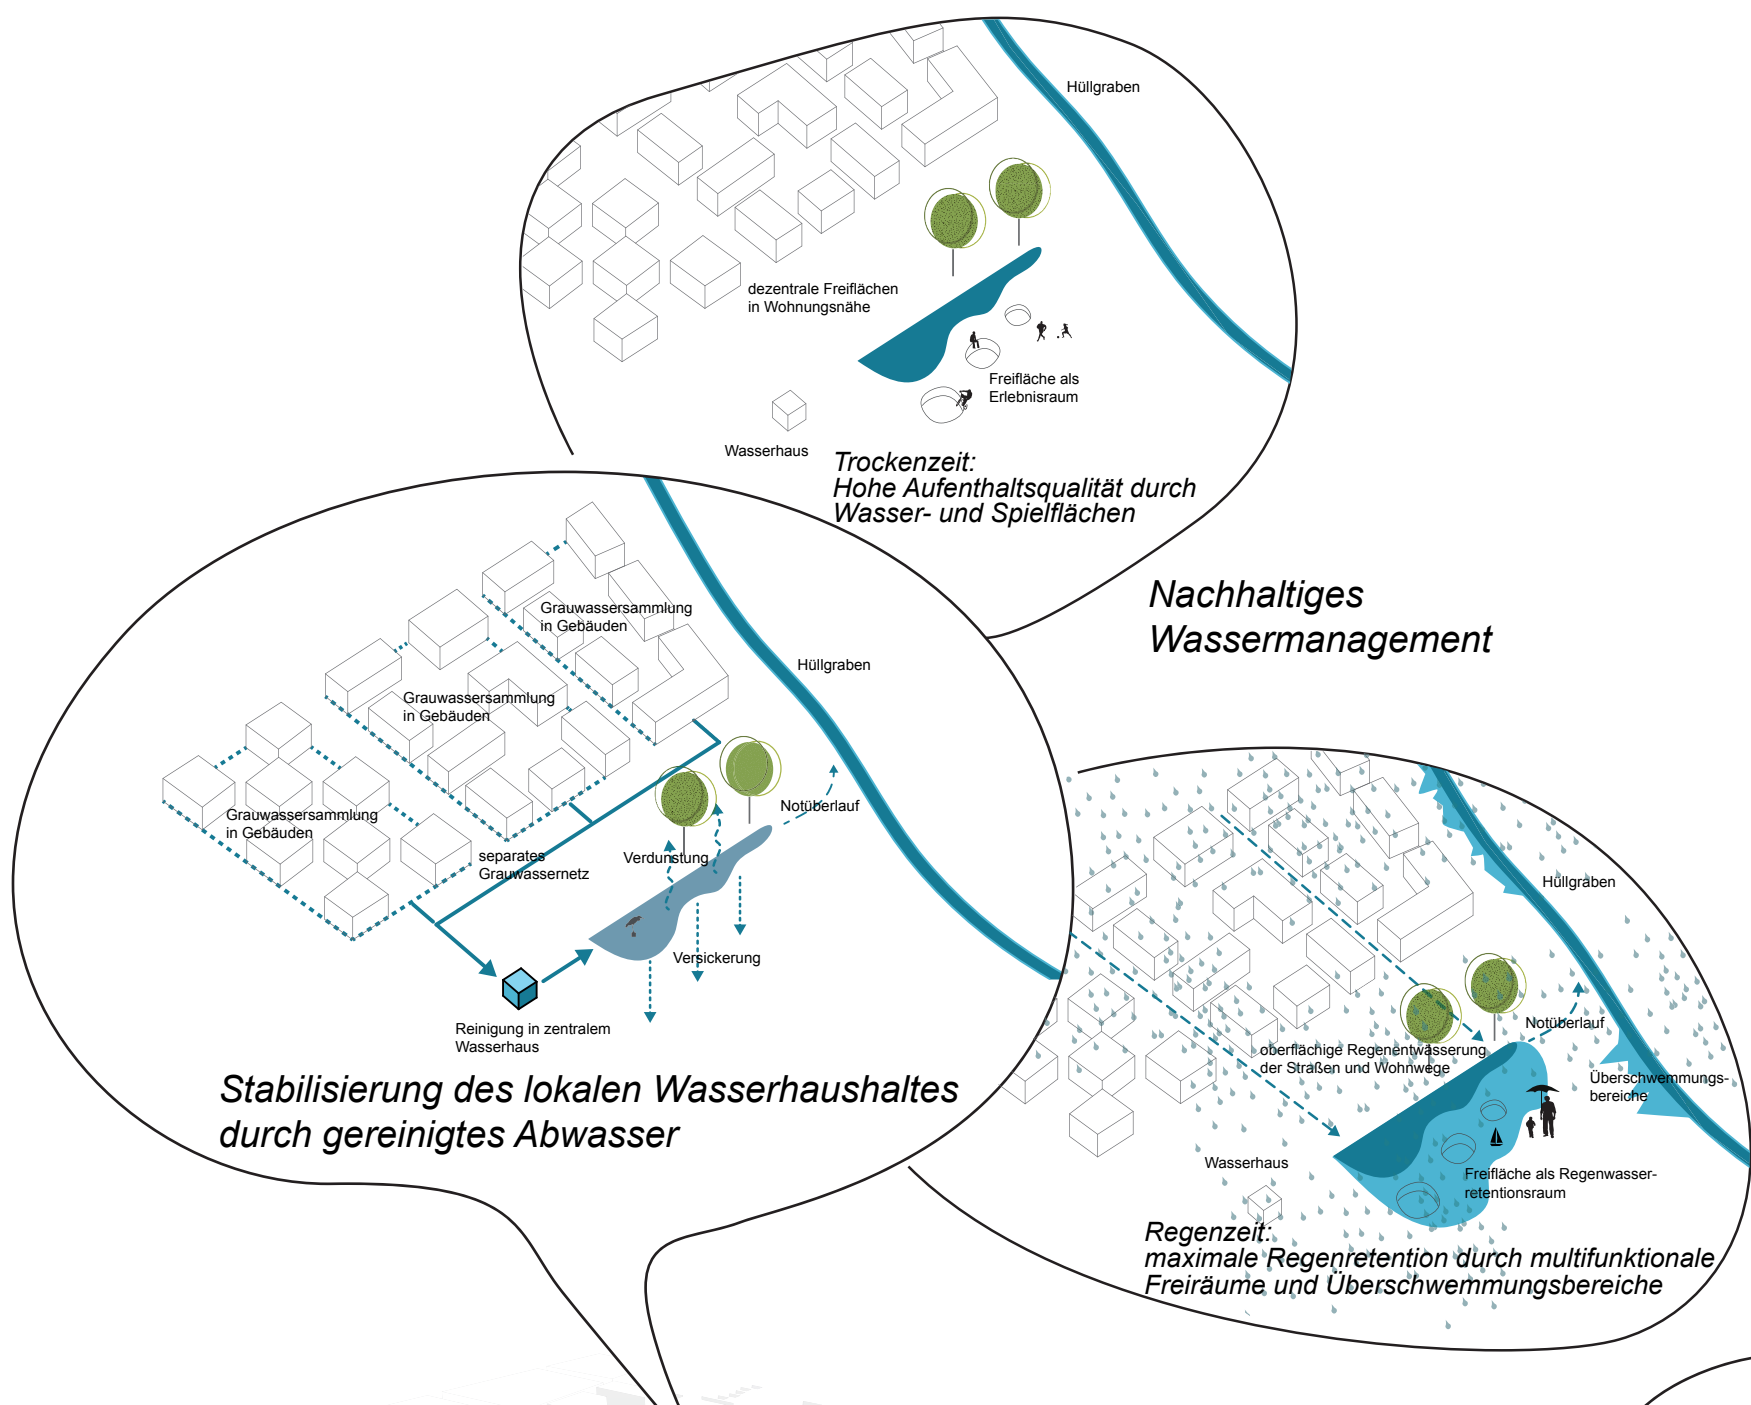 Hüllgraben
dezentrale Freiflächen
in Wohnungsnähe
Freifläche als
Erlebnisraum
Wasserhaus
Trockenzeit:
Hohe Aufenthaltsqualität durch
Wasser- und Spielflächen
Nachhaltiges
Wassermanagement
Grauwassersammlung
in Gebäuden
Hüllgraben
Grauwassersammlung
in Gebäuden
Grauwassersammlung
in Gebäuden
Notüberlauf
separates
Grauwassernetz
Verdunstung
Versickerung
Reinigung in zentralem
Wasserhaus
Stabilisierung des lokalen Wasserhaushaltes
durch gereinigtes Abwasser
Hüllgraben
Notüberlauf
oberflächige Regenentwässerung
der Straßen und Wohnwege
Überschwemmungs-
bereiche
Wasserhaus
Freifläche als Regenwasser-
retentionsraum
Regenzeit:
maximale Regenretention durch multifunktionale
Freiräume und Überschwemmungsbereiche